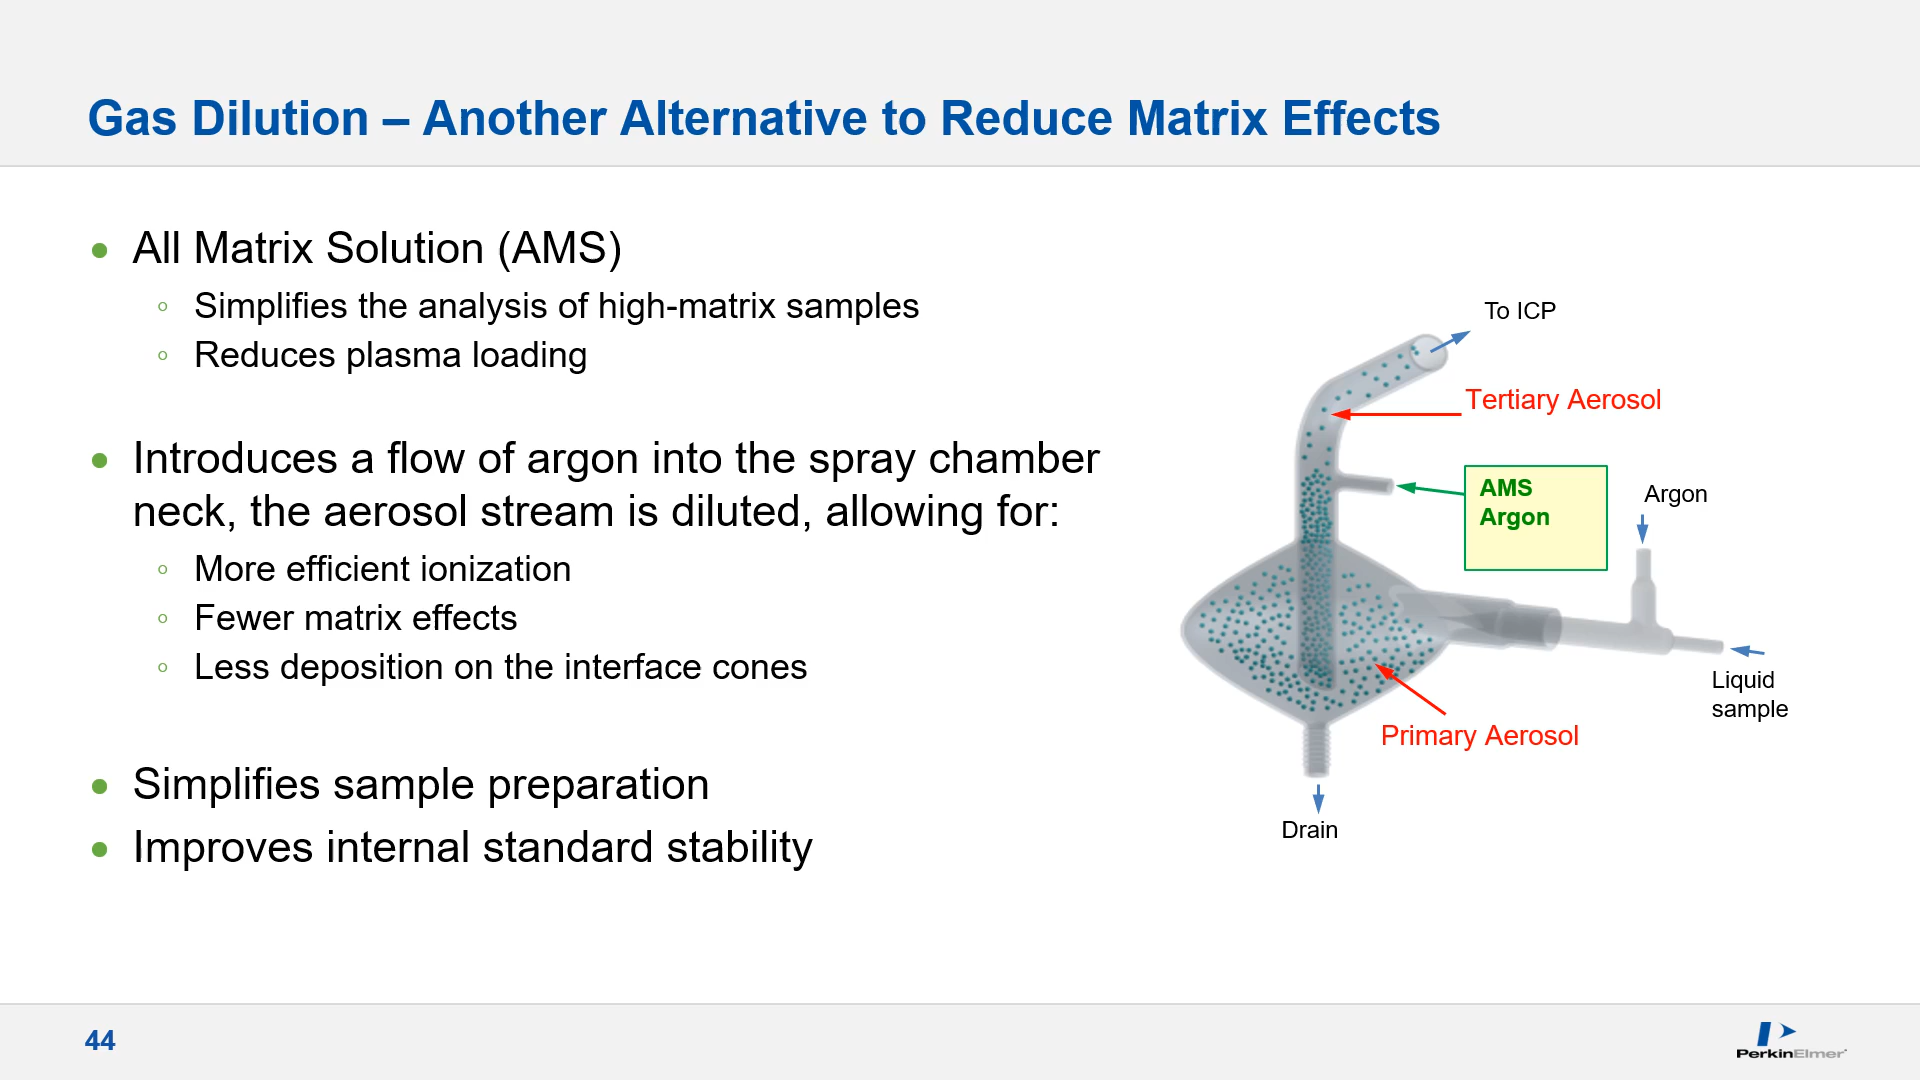 Gas Dilution – Another Alternative to Reduce Matrix Effects
All Matrix Solution (AMS)
Simplifies the analysis of high-matrix samples
Reduces plasma loading
Introduces a flow of argon into the spray chamber
neck, the aerosol stream is diluted, allowing for:
More efficient ionization
Fewer matrix effects
Less deposition on the interface cones
Simplifies sample preparation
Improves internal standard stability
To ICP
Tertiary Aerosol
AMS
Argon
Argon
Liquid
sample
Primary Aerosol
Drain
44
PerkinElmer